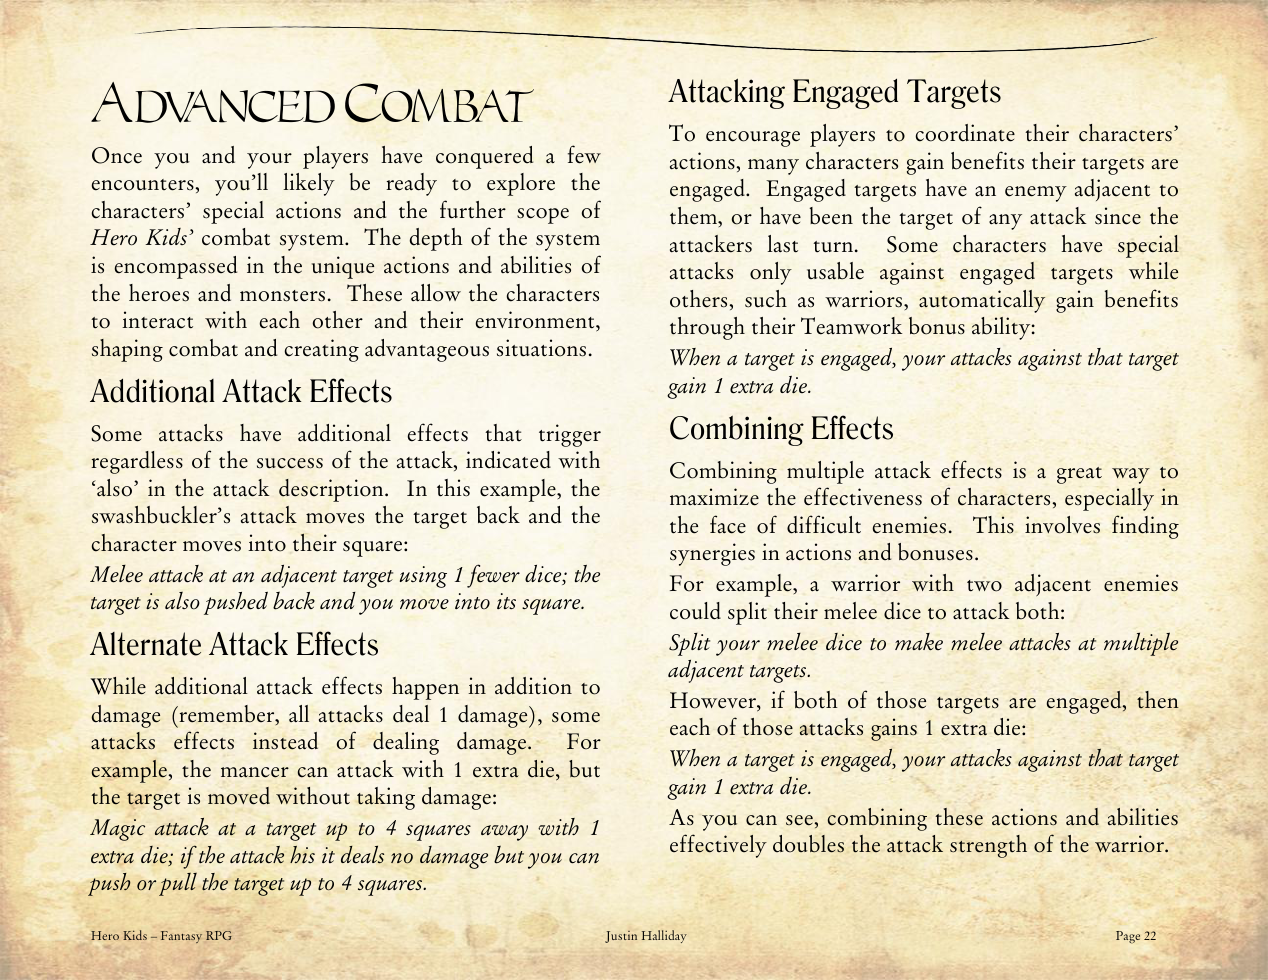 ADVANCED COMBAT
Once you and your players have conquered a few
encounters, you'll likely be ready to explore the
characters' special actions and the further scope of
Hero Kids' combat system.  The depth of the system
is encompassed in the unique actions and abilities of
the heroes and monsters.  These allow the characters
to interact with each other and their environment,
shaping combat and creating advantageous situations.
Additional Attack Effects
Some attacks have additional effects that trigger
regardless of the success of the attack, indicated with
‘also’ in the attack description.  In this example, the
swashbuckler’s attack moves the target back and the
character moves into their square:
Melee attack at an adjacent target using 1 fewer dice; the
target is also pushed back and you move into its square.
Alternate Attack Effects
While additional attack effects happen in addition to
damage (remember, all attacks deal 1 damage), some
attacks effects instead of dealing damage.  For
example, the mancer can attack with 1 extra die, but
the target is moved without taking damage:
Magic attack at a target up to 4 squares away with 1
extra die; if the attack his it deals no damage but you can
push or pull the target up to 4 squares.
Attacking Engaged Targets
To encourage players to coordinate their characters’
actions, many characters gain benefits their targets are
engaged.  Engaged targets have an enemy adjacent to
them, or have been the target of any attack since the
attackers last turn.  Some characters have special
attacks only usable against engaged targets while
others, such as warriors, automatically gain benefits
through their Teamwork bonus ability:
When a target is engaged, your attacks against that target
gain 1 extra die.
Combining Effects
Combining multiple attack effects is a great way to
maximize the effectiveness of characters, especially in
the face of difficult enemies.  This involves finding
synergies in actions and bonuses.
For example, a warrior with two adjacent enemies
could split their melee dice to attack both:
Split your melee dice to make melee attacks at multiple
adjacent targets.
However, if both of those targets are engaged, then
each of those attacks gains 1 extra die:
When a target is engaged, your attacks against that target
gain 1 extra die.
As you can see, combining these actions and abilities
effectively doubles the attack strength of the warrior.
Hero Kids – Fantasy RPG
Justin Halliday
Page 22